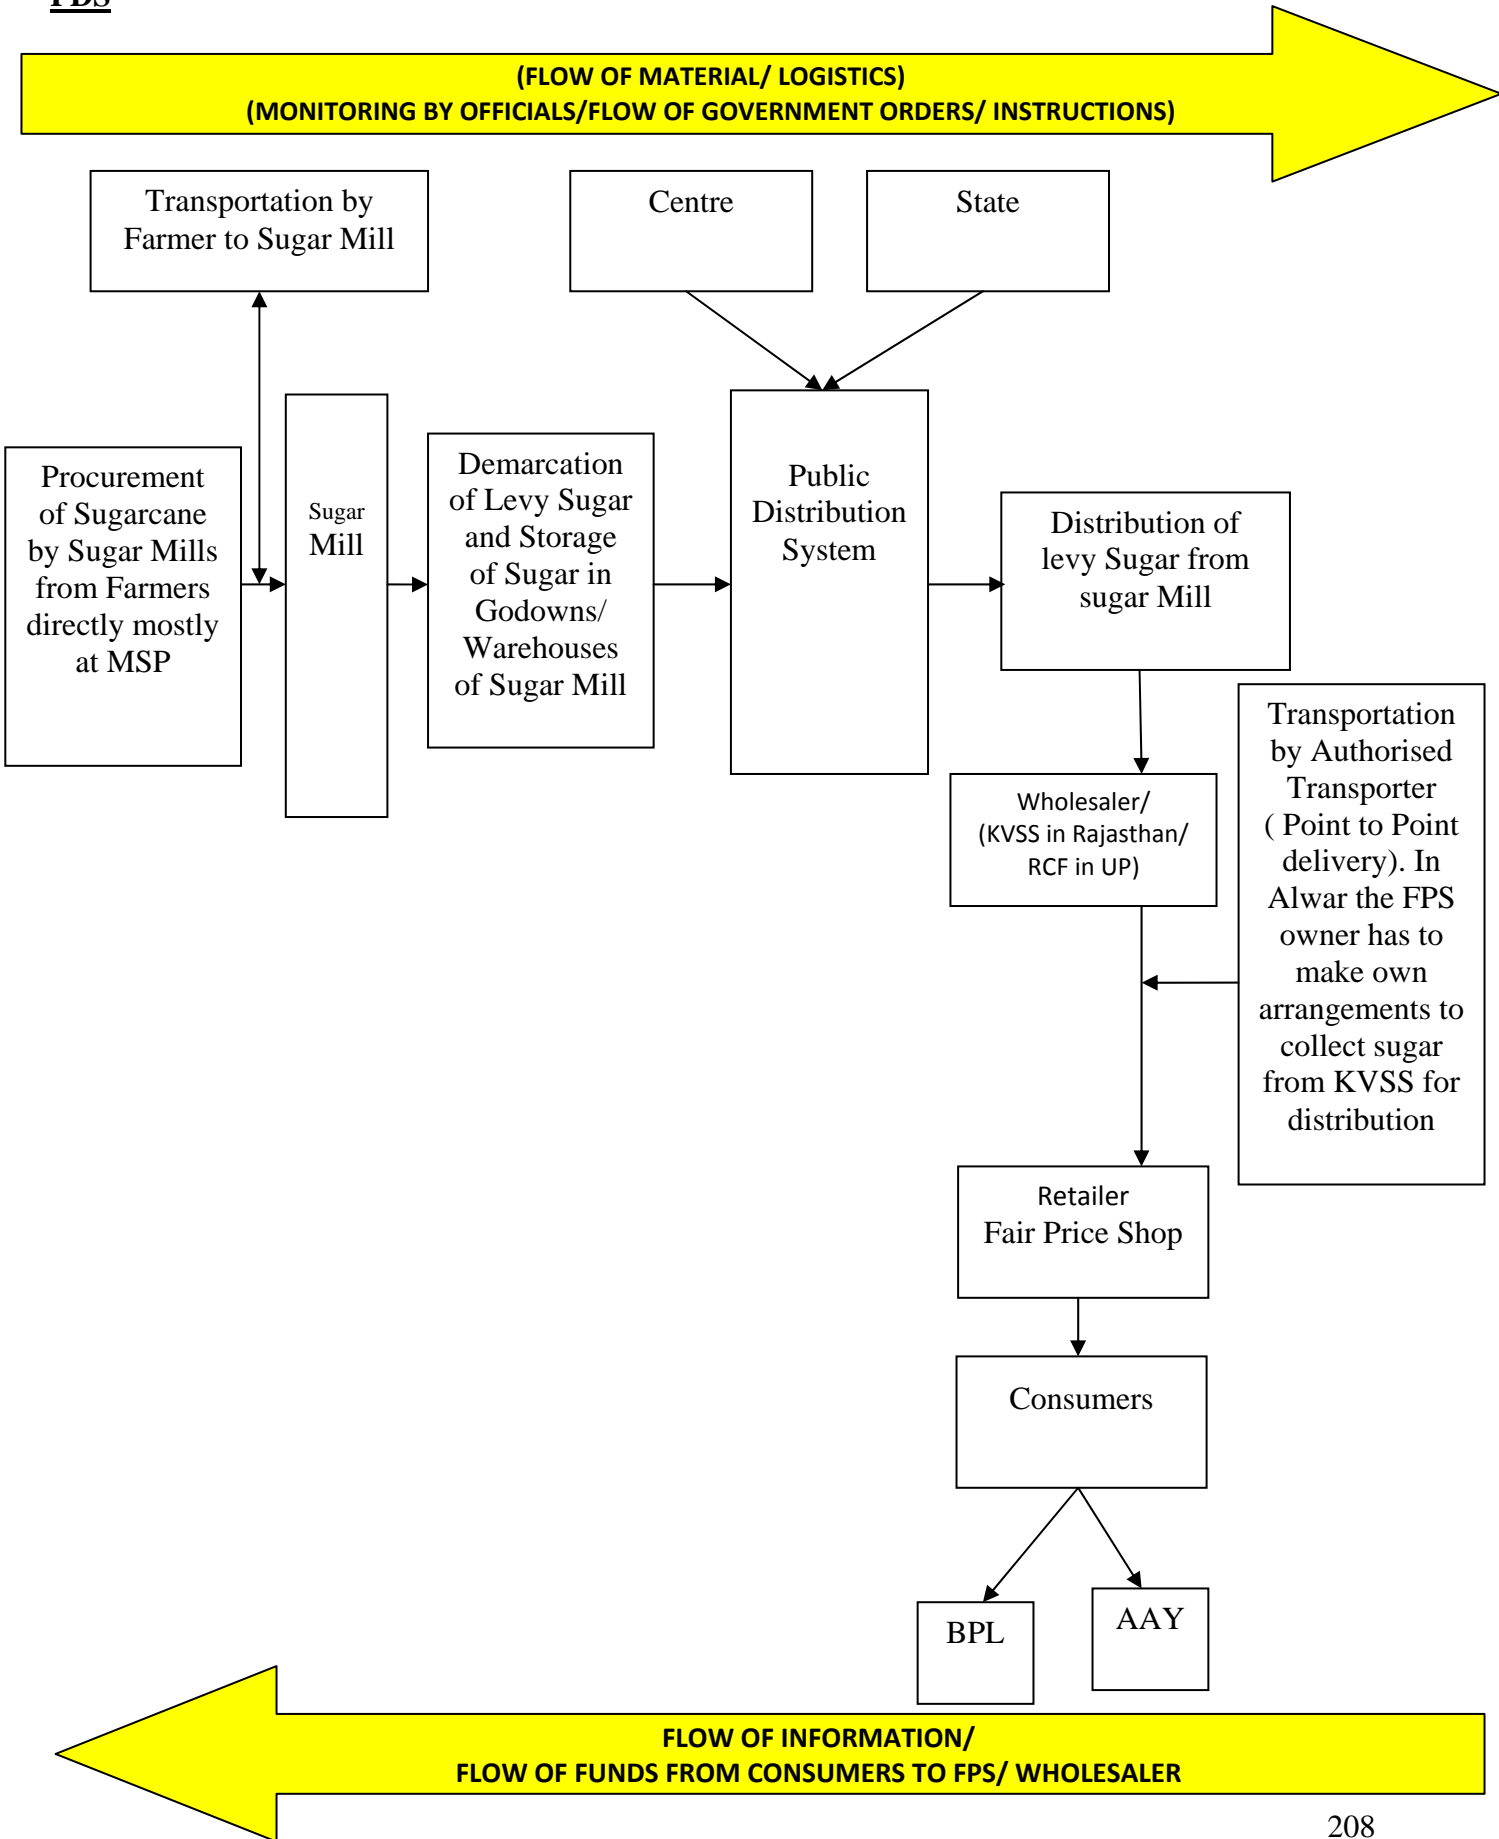 PDS
(FLOW OF MATERIAL/ LOGISTICS)
(MONITORING BY OFFICIALS/FLOW OF GOVERNMENT ORDERS/ INSTRUCTIONS)
Transportation by
Farmer to Sugar Mill
Centre
State
Procurement
of Sugarcane
by Sugar Mills
from Farmers
directly mostly
at MSP
Sugar
Mill
Demarcation
of Levy Sugar
and Storage
of Sugar in
Godowns/
Warehouses
of Sugar Mill
Public
Distribution
System
Distribution of
levy Sugar from
sugar Mill
Wholesaler/
(KVSS in Rajasthan/
RCF in UP)
Transportation
by Authorised
Transporter
( Point to Point
delivery). In
Alwar the FPS
owner has to
make own
arrangements to
collect sugar
from KVSS for
distribution
Retailer
Fair Price Shop
Consumers
BPL
AAY
FLOW OF INFORMATION/
FLOW OF FUNDS FROM CONSUMERS TO FPS/ WHOLESALER
208